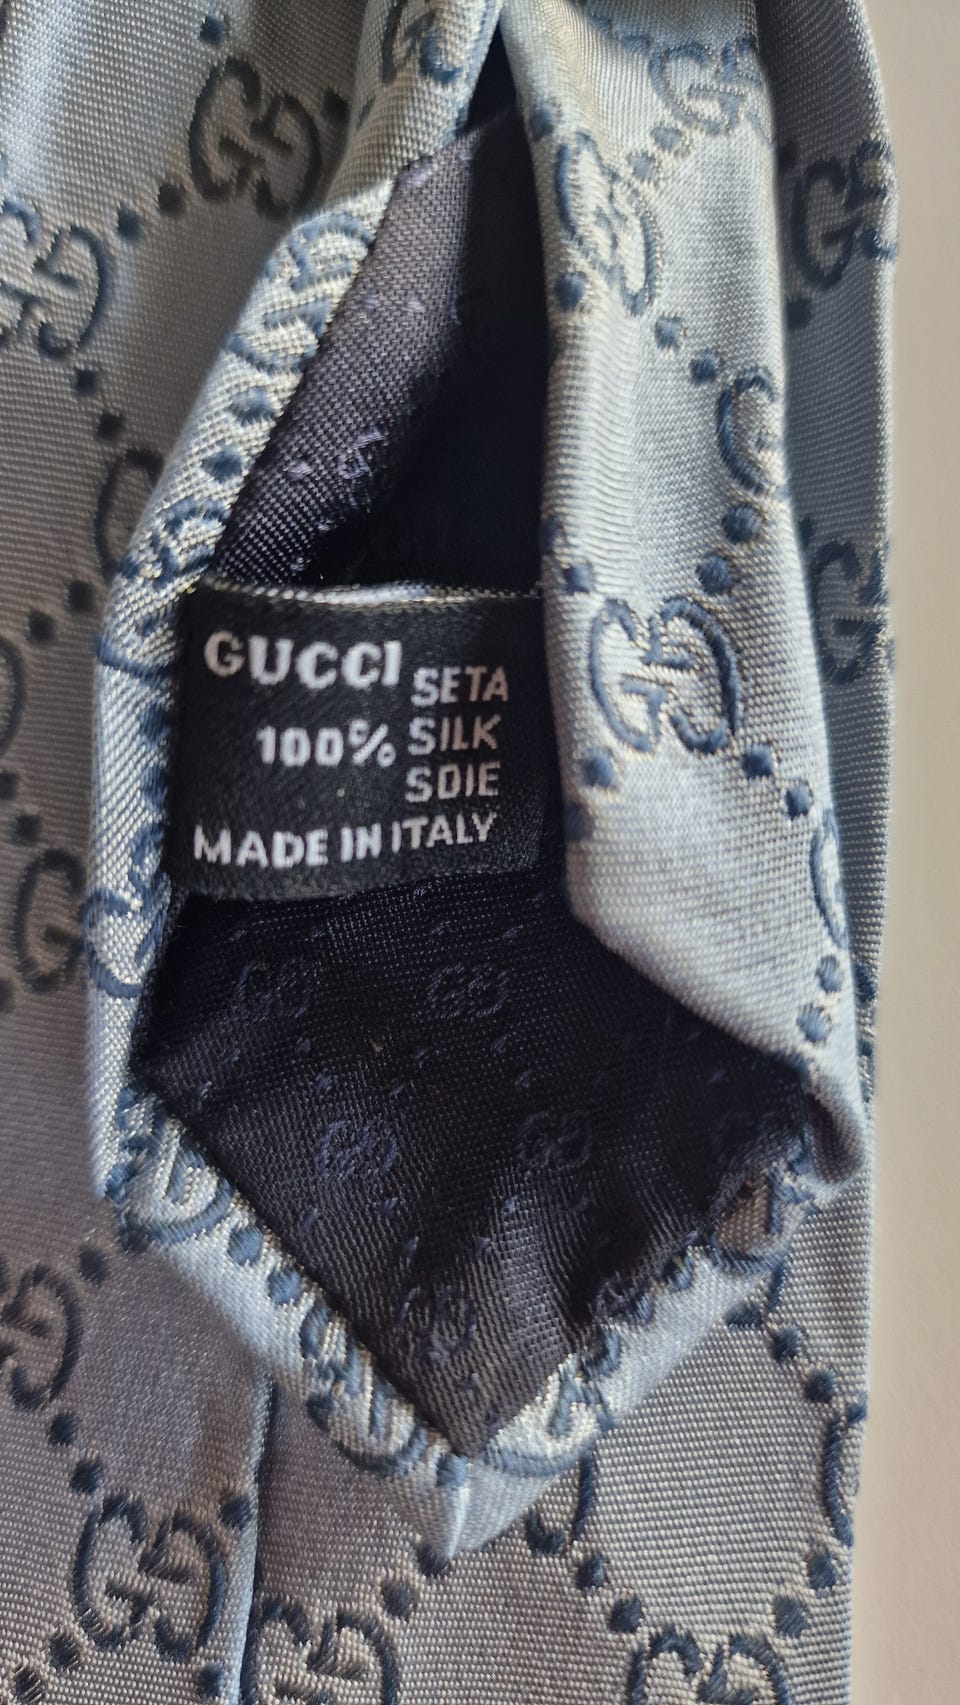 GUCCI SETA
100% SILK
SOIE
MADE IN ITALY